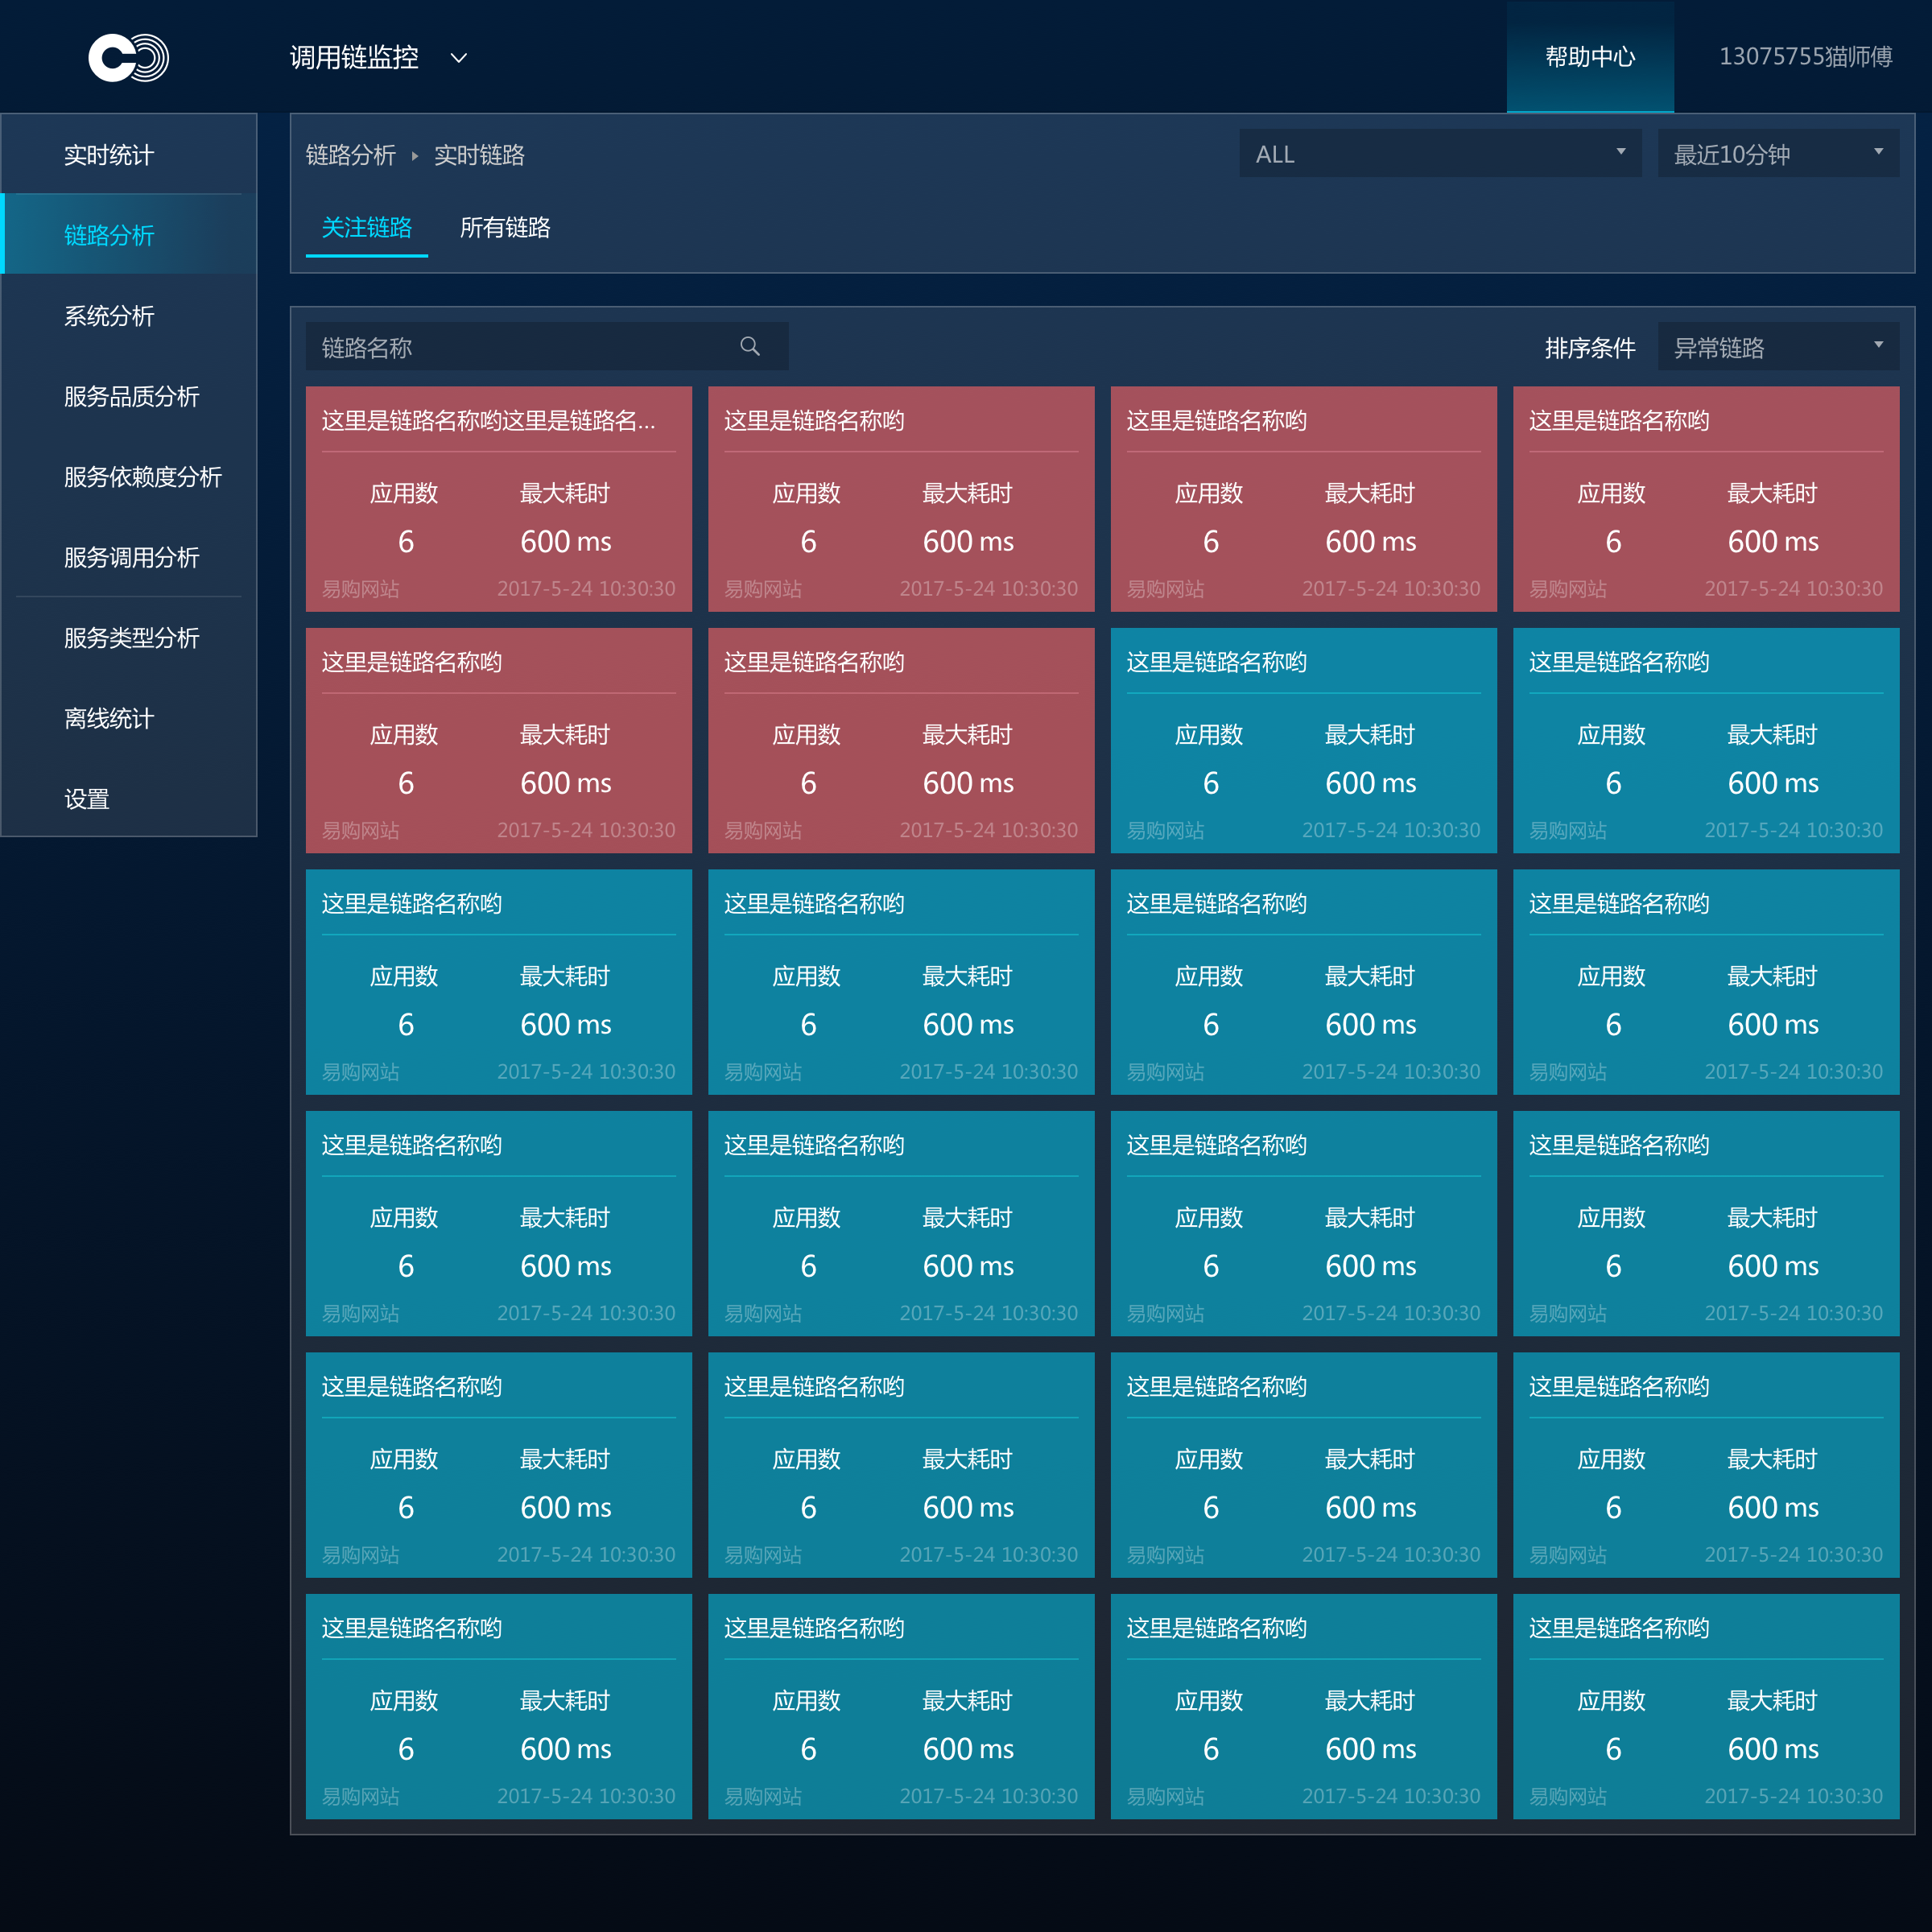 调用链监控
帮助中心
13075755猫师傅
实时统计
链路分析
系统分析
服务品质分析
服务依赖度分析
服务调用分析
服务类型分析
离线统计
设置
链路分析 实时链路
ALL
最近10分钟
关注链路 所有链路
链路名称
排序条件 异常链路
这里是链路名称哟这里是链路名...
应用数 最大耗时
6 600 ms
易购网站 2017-5-24 10:30:30
这里是链路名称哟
应用数 最大耗时
6 600 ms
易购网站 2017-5-24 10:30:30
这里是链路名称哟
应用数 最大耗时
6 600 ms
易购网站 2017-5-24 10:30:30
这里是链路名称哟
应用数 最大耗时
6 600 ms
易购网站 2017-5-24 10:30:30
这里是链路名称哟
应用数 最大耗时
6 600 ms
易购网站 2017-5-24 10:30:30
这里是链路名称哟
应用数 最大耗时
6 600 ms
易购网站 2017-5-24 10:30:30
这里是链路名称哟
应用数 最大耗时
6 600 ms
易购网站 2017-5-24 10:30:30
这里是链路名称哟
应用数 最大耗时
6 600 ms
易购网站 2017-5-24 10:30:30
这里是链路名称哟
应用数 最大耗时
6 600 ms
易购网站 2017-5-24 10:30:30
这里是链路名称哟
应用数 最大耗时
6 600 ms
易购网站 2017-5-24 10:30:30
这里是链路名称哟
应用数 最大耗时
6 600 ms
易购网站 2017-5-24 10:30:30
这里是链路名称哟
应用数 最大耗时
6 600 ms
易购网站 2017-5-24 10:30:30
这里是链路名称哟
应用数 最大耗时
6 600 ms
易购网站 2017-5-24 10:30:30
这里是链路名称哟
应用数 最大耗时
6 600 ms
易购网站 2017-5-24 10:30:30
这里是链路名称哟
应用数 最大耗时
6 600 ms
易购网站 2017-5-24 10:30:30
这里是链路名称哟
应用数 最大耗时
6 600 ms
易购网站 2017-5-24 10:30:30
这里是链路名称哟
应用数 最大耗时
6 600 ms
易购网站 2017-5-24 10:30:30
这里是链路名称哟
应用数 最大耗时
6 600 ms
易购网站 2017-5-24 10:30:30
这里是链路名称哟
应用数 最大耗时
6 600 ms
易购网站 2017-5-24 10:30:30
这里是链路名称哟
应用数 最大耗时
6 600 ms
易购网站 2017-5-24 10:30:30
这里是链路名称哟
应用数 最大耗时
6 600 ms
易购网站 2017-5-24 10:30:30
这里是链路名称哟
应用数 最大耗时
6 600 ms
易购网站 2017-5-24 10:30:30
这里是链路名称哟
应用数 最大耗时
6 600 ms
易购网站 2017-5-24 10:30:30
这里是链路名称哟
应用数 最大耗时
6 600 ms
易购网站 2017-5-24 10:30:30